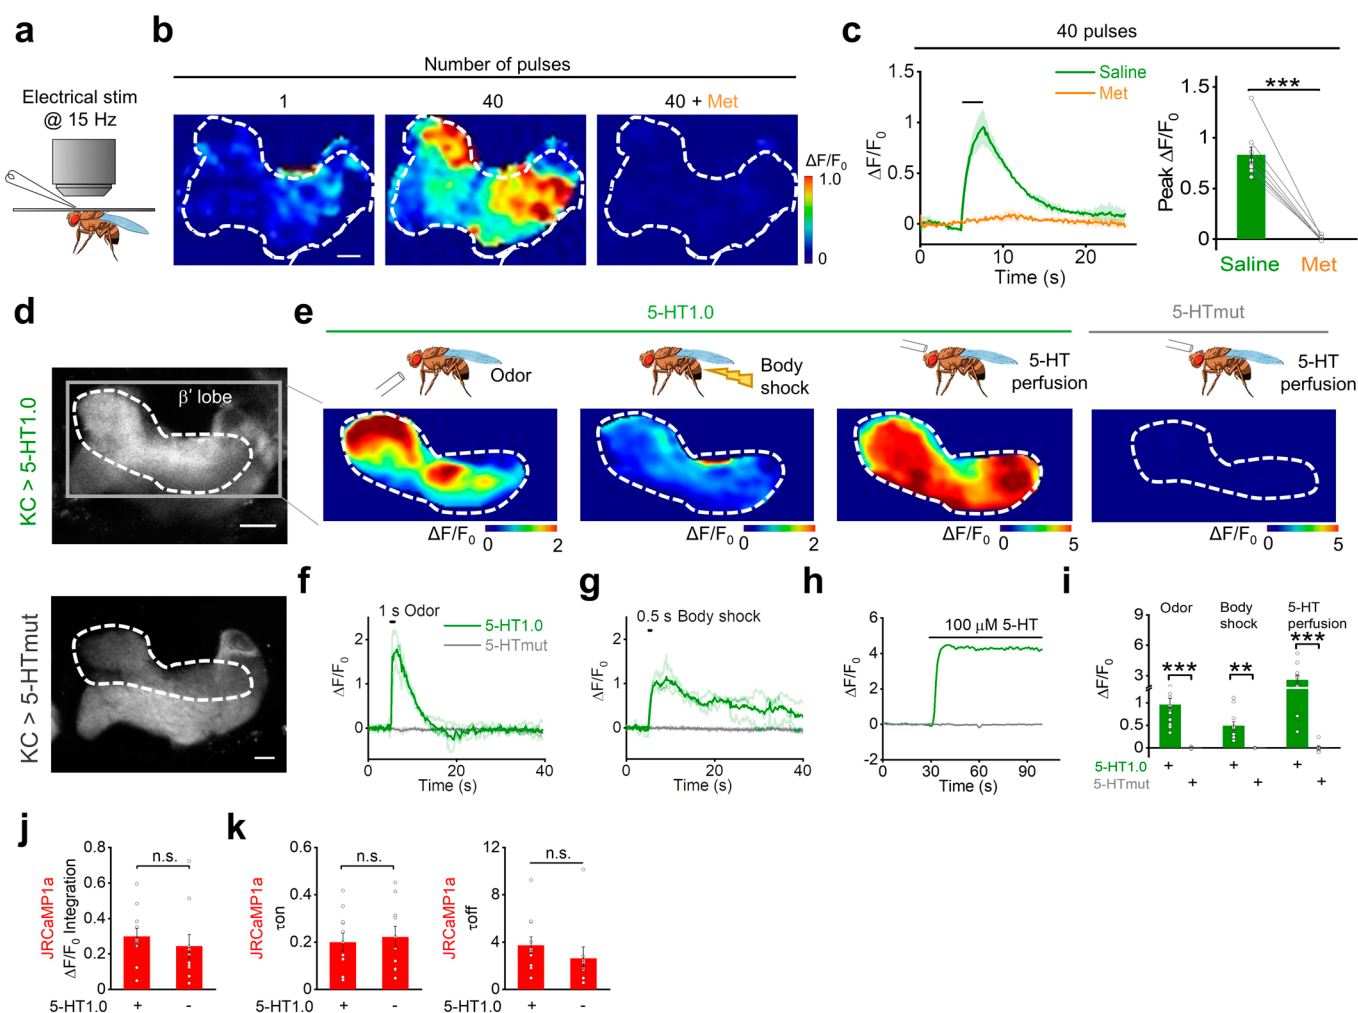 a
Electrical stim
@ 15 Hz
b
Number of pulses
1
40
40 + Met
ΔF/F0
1.0
0
c
40 pulses
1.5
1
0.5
0
ΔF/F0
Saline
Met
0
10
20
Time (s)
1.5
1
0.5
0
Peak ΔF/F0
***
Saline
Met
d
KC > 5-HT1.0
β′ lobe
KC > 5-HTmut
e
5-HT1.0
5-HTmut
Odor
Body
shock
5-HT
perfusion
5-HT
perfusion
ΔF/F0
0
2
ΔF/F0
0
2
ΔF/F0
0
5
ΔF/F0
0
5
f
1 s Odor
5-HT1.0
5-HTmut
2
1
0
ΔF/F0
0
20
40
Time (s)
g
0.5 s Body shock
2
1
0
ΔF/F0
0
20
40
Time (s)
h
100 μM 5-HT
6
4
2
0
-2
ΔF/F0
0
30
60
90
Time (s)
i
Odor
Body
shock
5-HT
perfusion
***
**
***
9
6
3
1
0.5
0
ΔF/F0
5-HT1.0
+
+
+
5-HTmut
+
+
+
j
JRCaMP1a
ΔF/F0 Integration
0.8
0.6
0.4
0.2
0
n.s.
5-HT1.0
+
-
k
JRCaMP1a
τon
0.6
0.4
0.2
0
n.s.
5-HT1.0
+
-
JRCaMP1a
τoff
12
8
4
0
n.s.
5-HT1.0
+
-